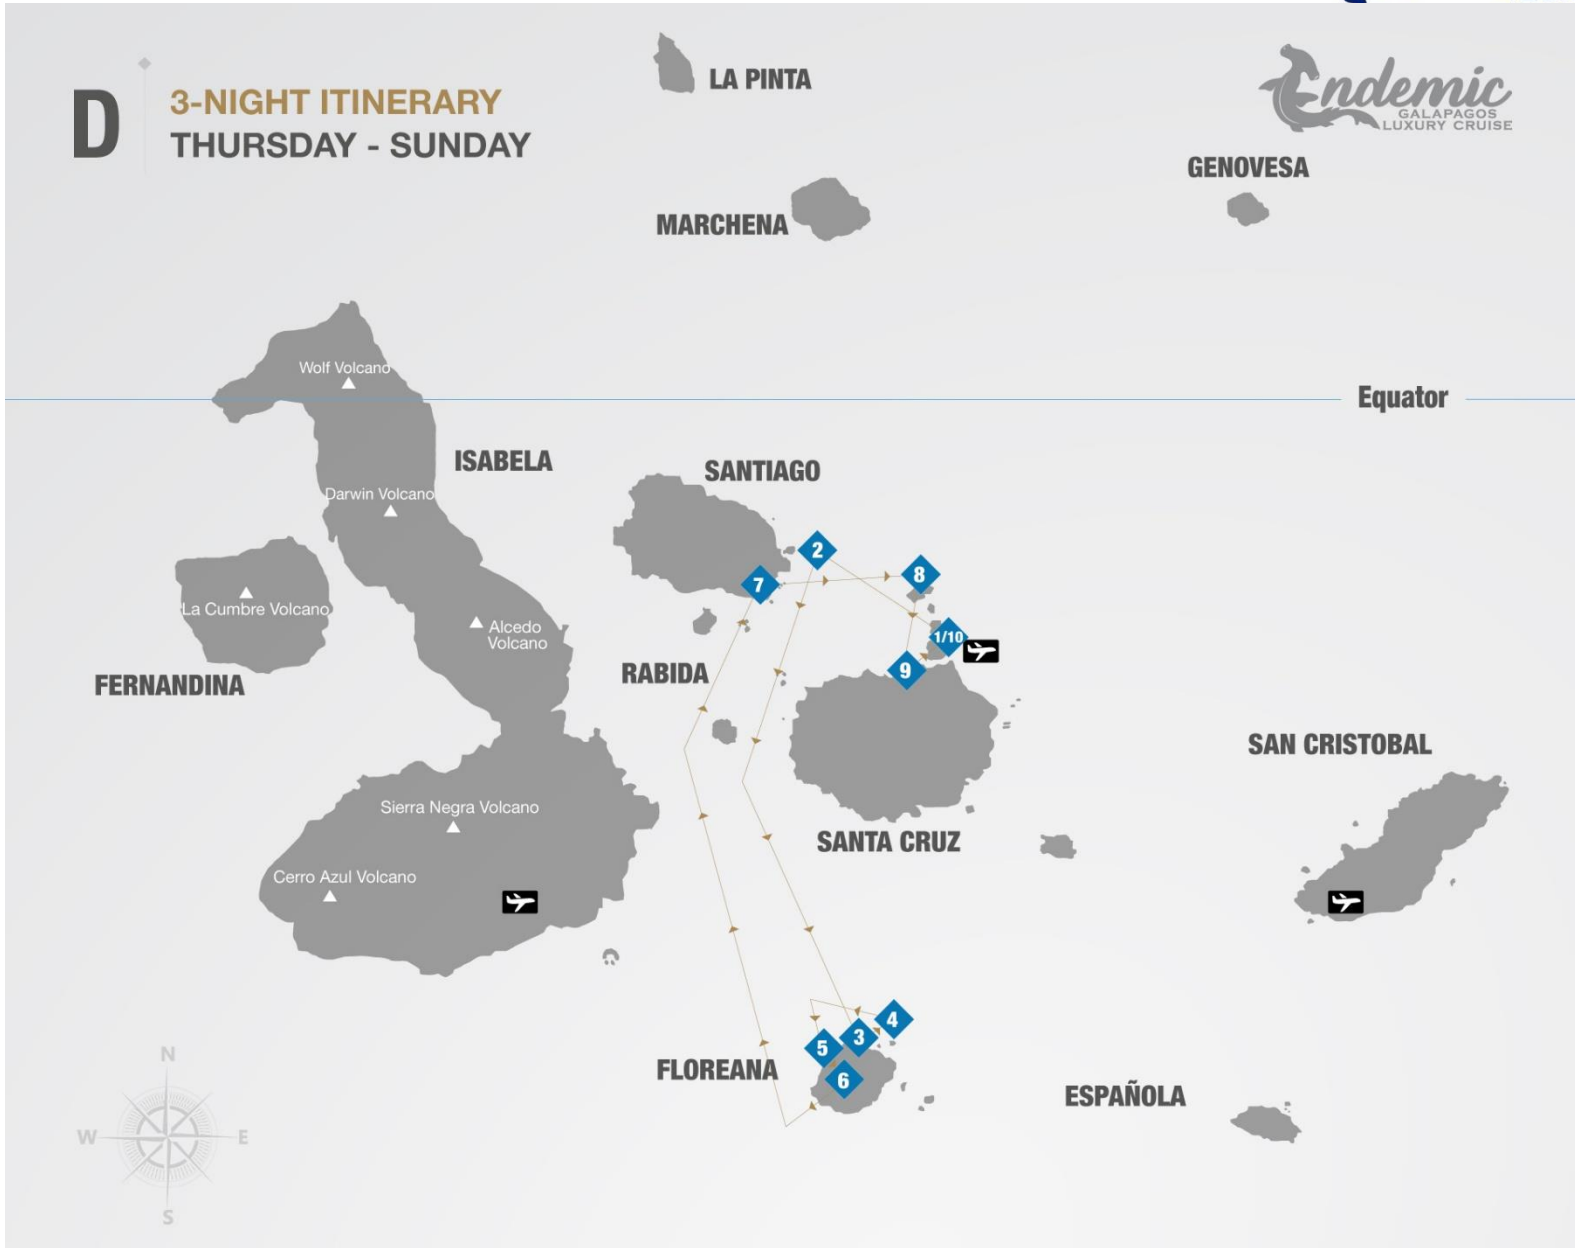 D
3-NIGHT ITINERARY
THURSDAY - SUNDAY
LA PINTA
Endemic
GALAPAGOS
LUXURY CRUISE
GENOVESA
MARCHENA
Wolf Volcano
Equator
ISABELA
SANTIAGO
Darwin Volcano
2
8
7
La Cumbre Volcano
Alcedo
Volcano
1/10
9
RABIDA
FERNANDINA
SAN CRISTOBAL
Sierra Negra Volcano
SANTA CRUZ
Cerro Azul Volcano
4
3
5
6
FLOREANA
ESPAÑOLA
N
W
E
S